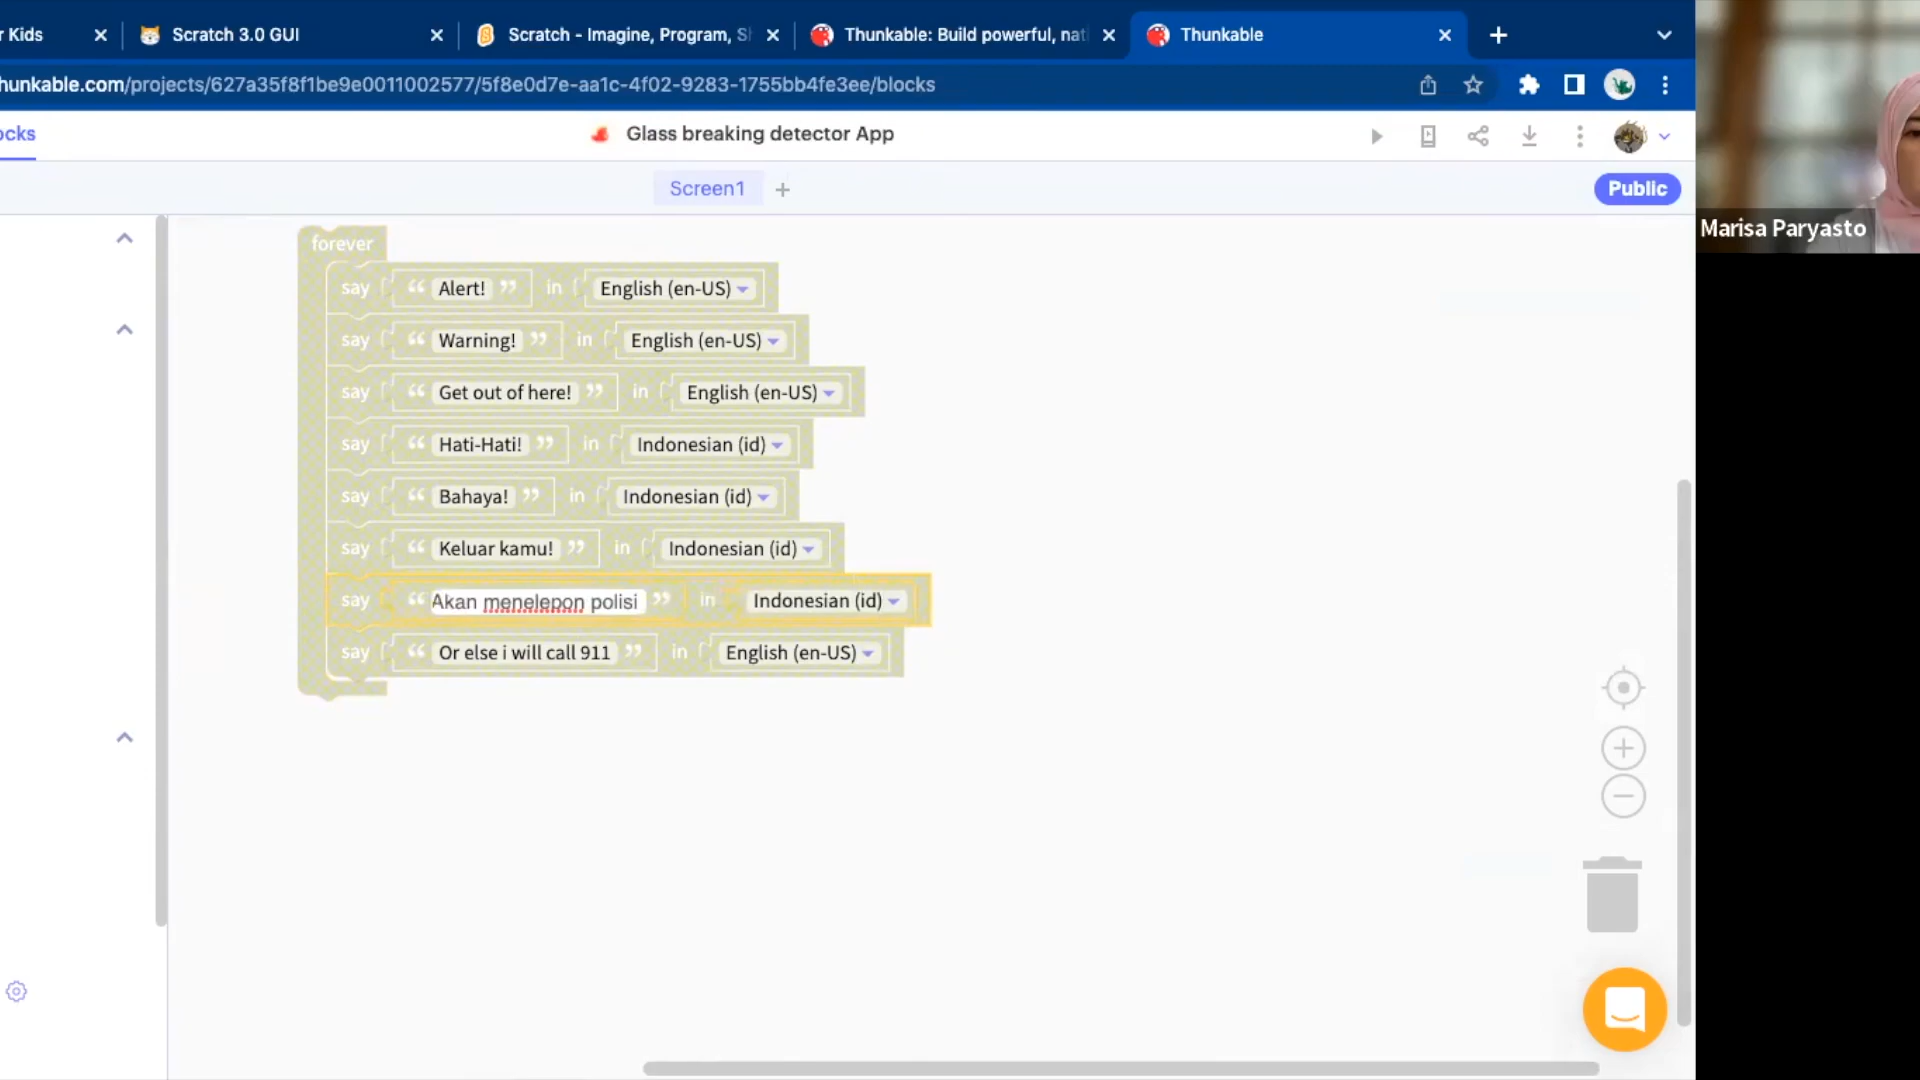 r Kids
Scratch 3.0 GUI
Scratch - Imagine, Program, Sh
Thunkable: Build powerful, nati
Thunkable
hunkable.com/projects/627a35f8f1be9e0011002577/5f8e0d7e-aa1c-4f02-9283-1755bb4fe3ee/blocks
ocks
Glass breaking detector App
Screen1
Public
Marisa Paryasto
forever
say “ Alert! ” in English (en-US)
say “ Warning! ” in English (en-US)
say “ Get out of here! ” in English (en-US)
say “ Hati-Hati! ” in Indonesian (id)
say “ Bahaya! ” in Indonesian (id)
say “ Keluar kamu! ” in Indonesian (id)
say “ Akan menelepon polisi ” in Indonesian (id)
say “ Or else i will call 911 ” in English (en-US)